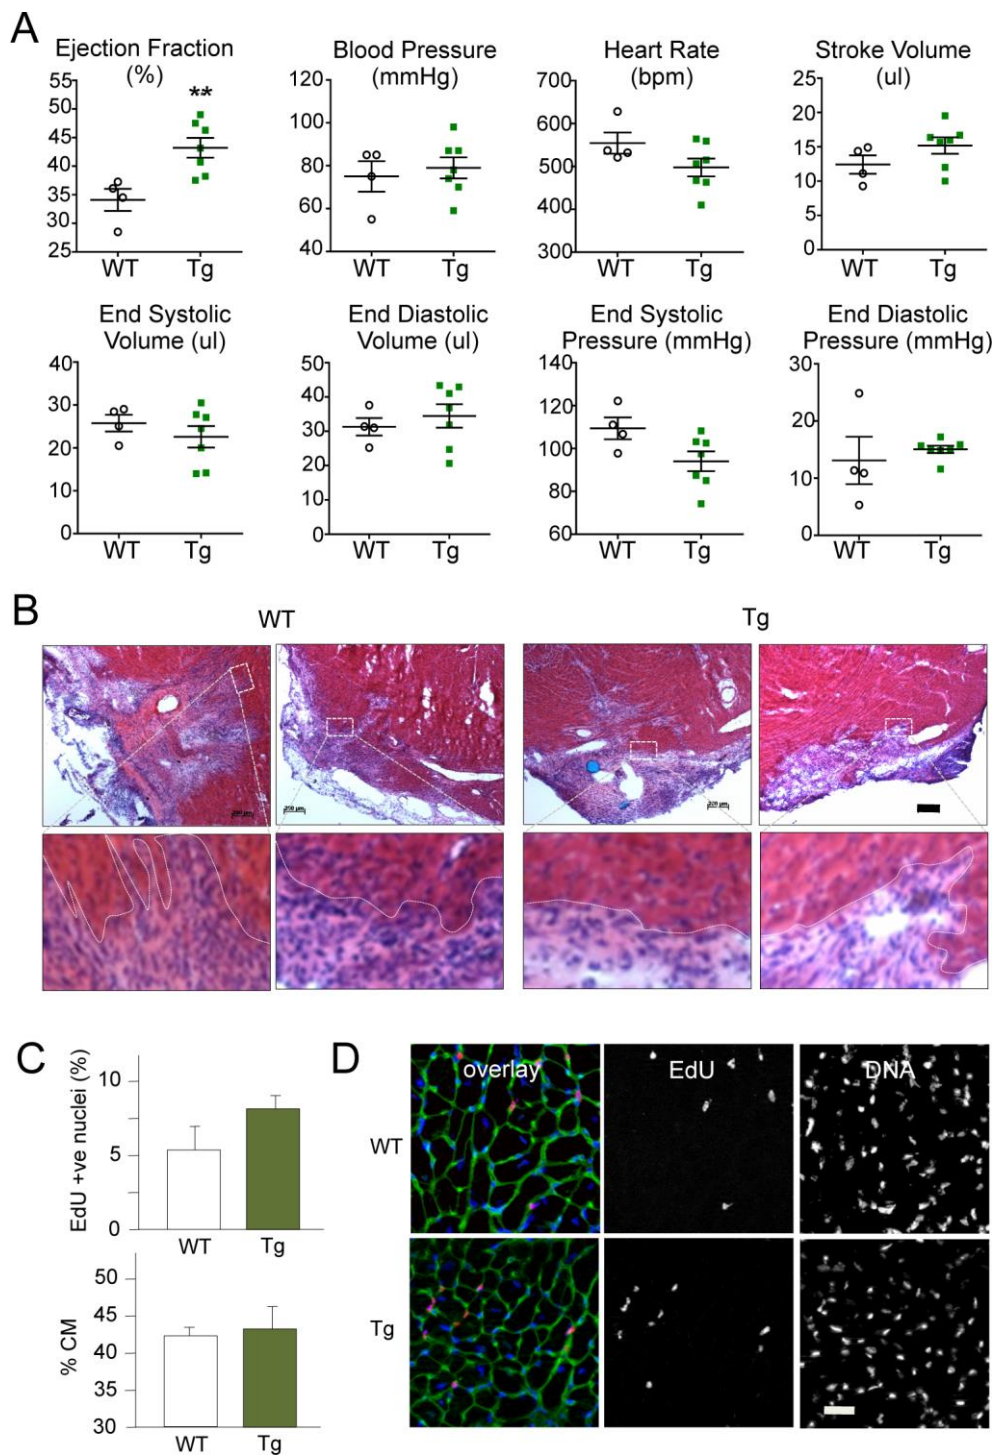 A
Ejection Fraction
(%)
55
50
45
40
35
30
25
**
WT Tg
Blood Pressure
(mmHg)
120
100
80
60
40
WT Tg
Heart Rate
(bpm)
700
600
500
400
300
WT Tg
Stroke Volume
(ul)
25
20
15
10
5
0
WT Tg
End Systolic
Volume (ul)
40
30
20
10
0
WT Tg
End Diastolic
Volume (ul)
50
40
30
20
10
0
WT Tg
End Systolic
Pressure (mmHg)
140
120
100
80
60
WT Tg
End Diastolic
Pressure (mmHg)
30
20
10
0
WT Tg
B
WT Tg
200 µm
200 µm
C
EdU +ve nuclei (%)
10
5
0
WT Tg
% CM
50
45
40
35
30
WT Tg
D
overlay EdU DNA
WT
Tg